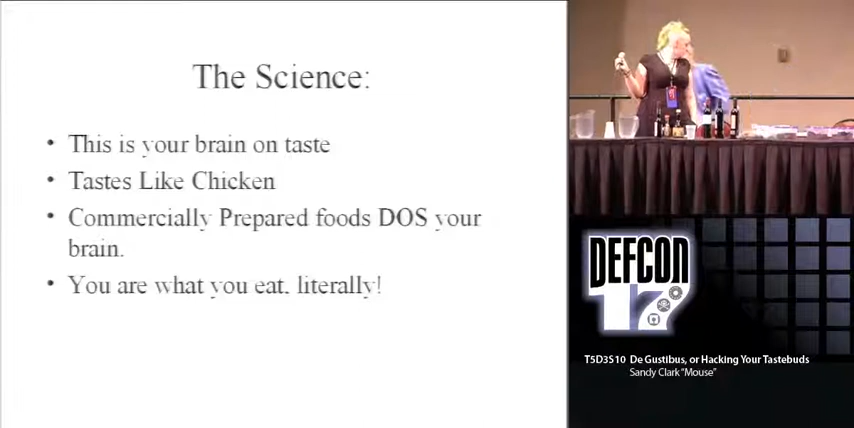 The Science:
• This is your brain on taste
• Tastes Like Chicken
• Commercially Prepared foods DOS your
brain.
• You are what you eat, literally!
DEFCON
17
T5D3S10 De Gustibus, or Hacking Your Tastebuds
Sandy Clark "Mouse"